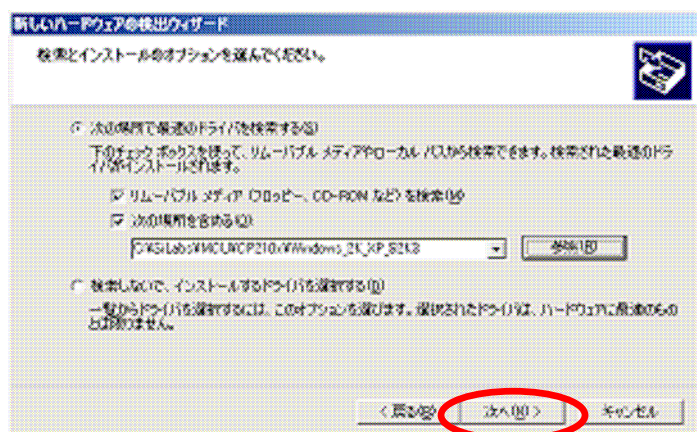 新しいハードウェアの検出ウィザード
検索とインストールのオプションを選んでください。
次の場所で最適のドライバを検索する(S)
下のチェック ボックスを使って、リムーバブル メディアやローカル パスから検索できます。検索された最適のドラ
イバがインストールされます。
リムーバブル メディア (フロッピー、CD-ROM など) を検索(M)
次の場所を含める(O):
C:¥SiLabs¥MCU¥CP210x¥Windows_2K_XP_S2K3
参照(R)
検索しないで、インストールするドライバを選択する(D)
一覧からドライバを選択するには、このオプションを選びます。選択されたドライバは、ハードウェアに最適のもの
とは限りません。
< 戻る(B)
次へ(N) >
キャンセル